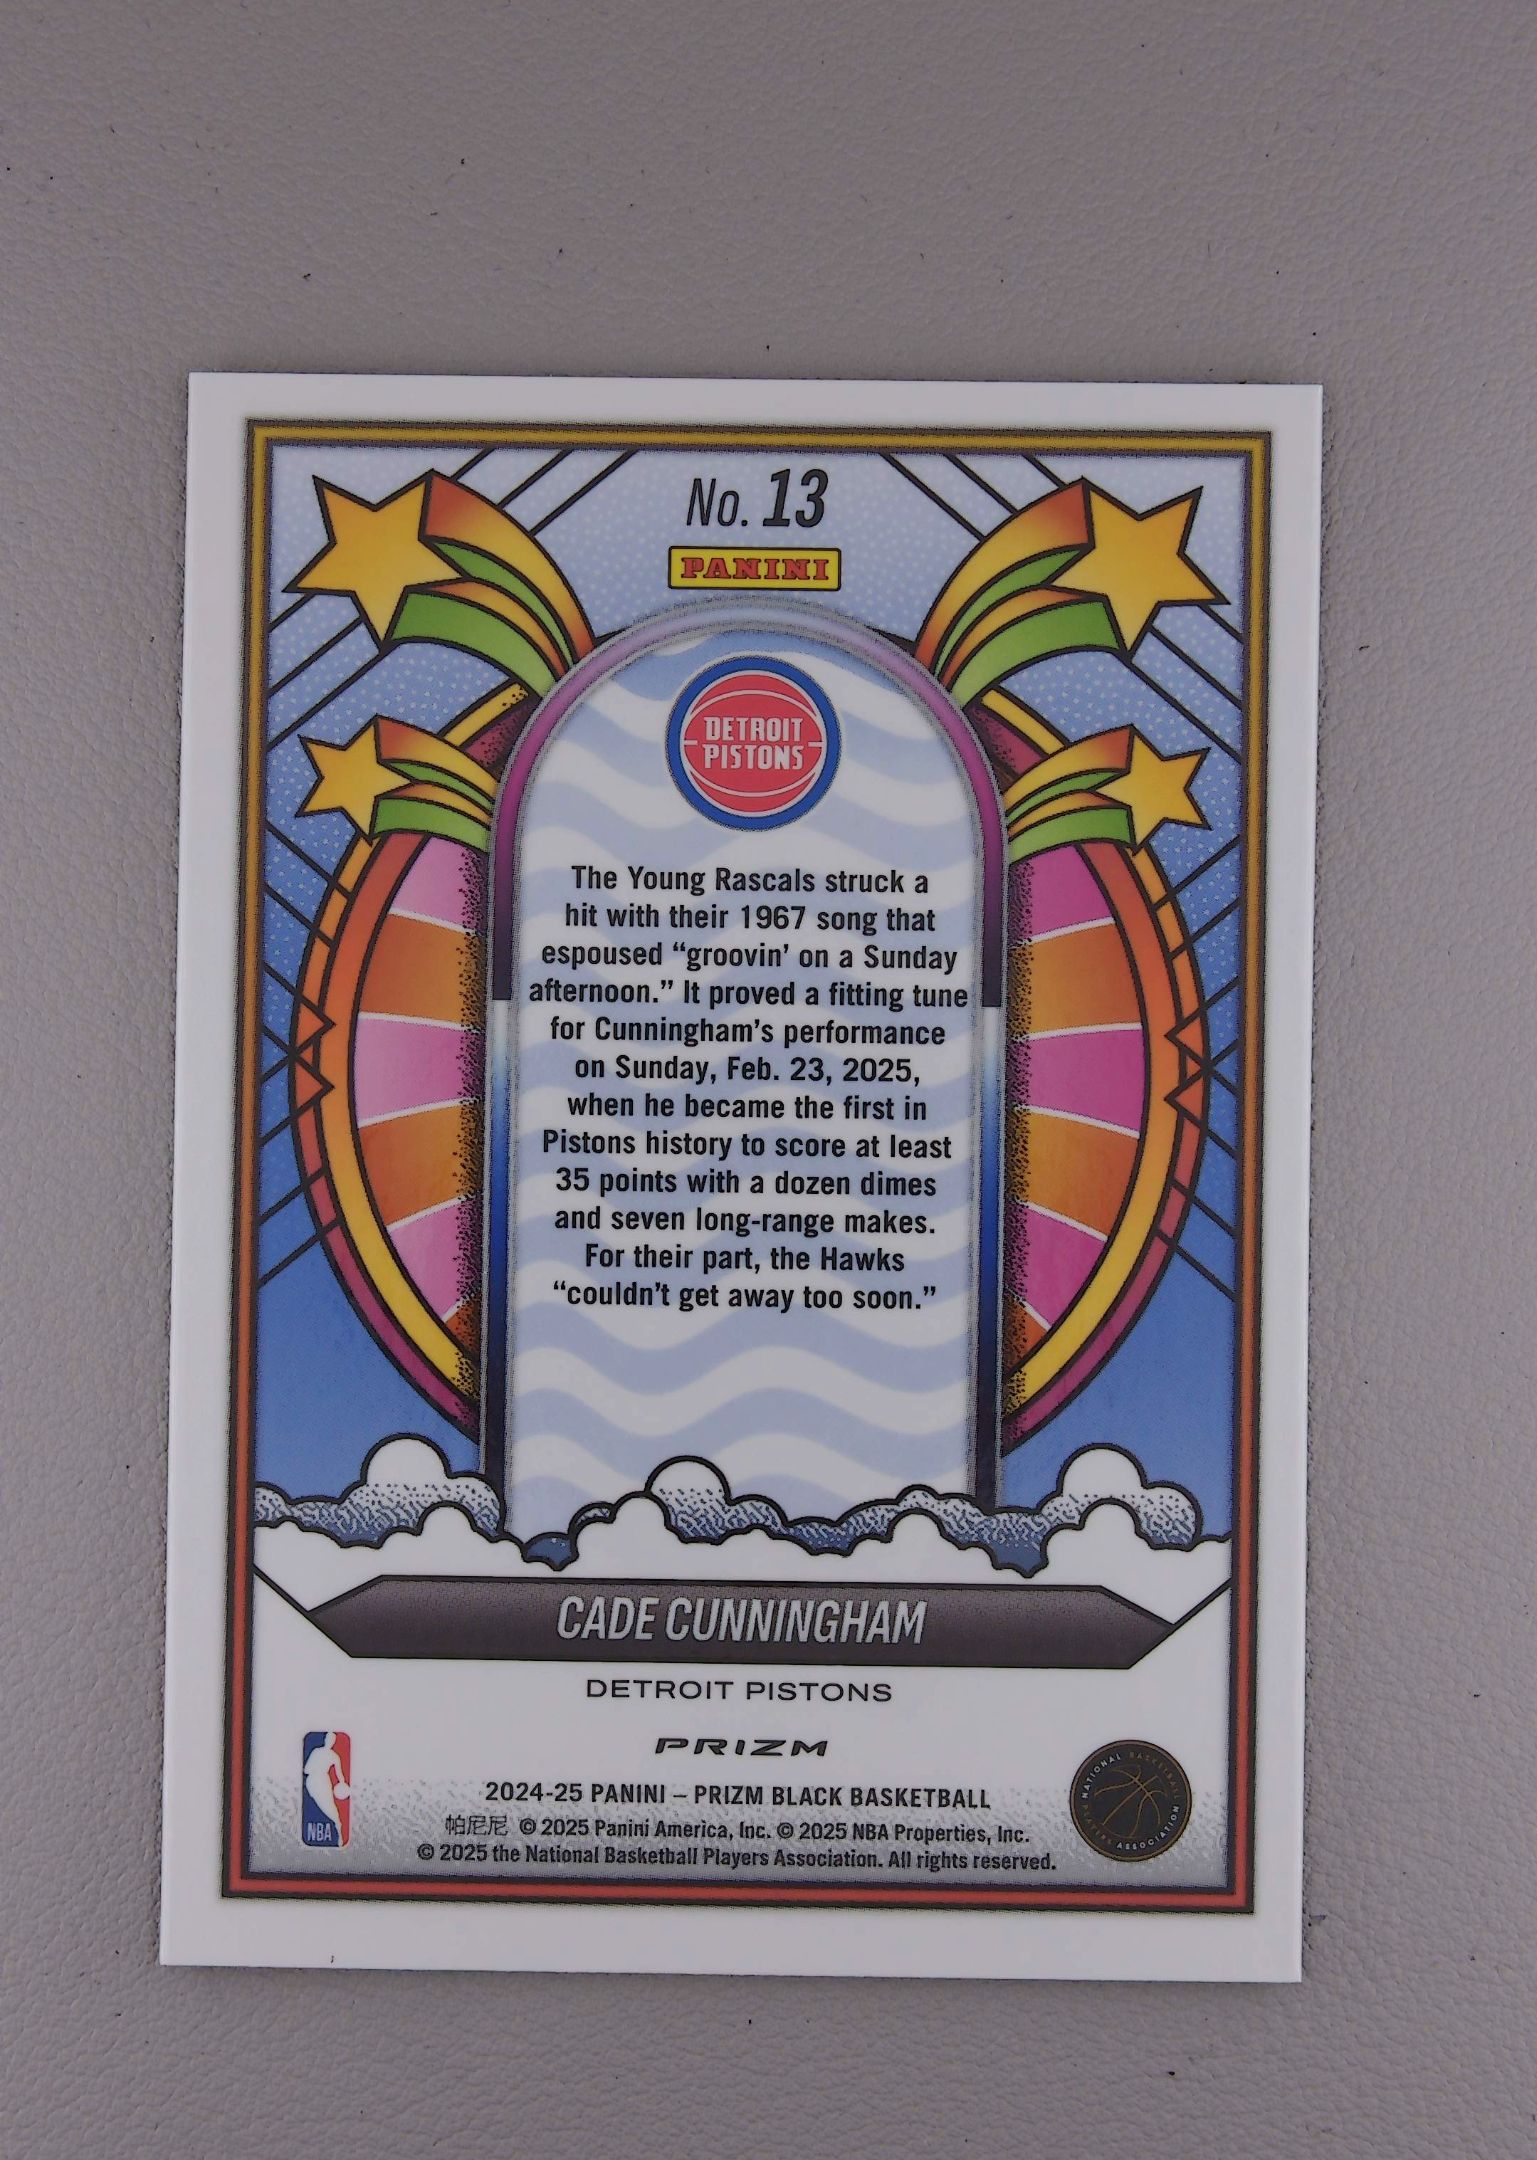 No. 13
PANINI
DETROIT
PISTONS
The Young Rascals struck a
hit with their 1967 song that
espoused “groovin’ on a Sunday
afternoon.” It proved a fitting tune
for Cunningham’s performance
on Sunday, Feb. 23, 2025,
when he became the first in
Pistons history to score at least
35 points with a dozen dimes
and seven long-range makes.
For their part, the Hawks
“couldn’t get away too soon.”
CADE CUNNINGHAM
DETROIT PISTONS
PRIZM
2024-25 PANINI – PRIZM BLACK BASKETBALL
帕尼尼 © 2025 Panini America, Inc. © 2025 NBA Properties, Inc.
© 2025 the National Basketball Players Association. All rights reserved.
NBA
NATIONAL BASKETBALL
PLAYERS ASSOCIATION